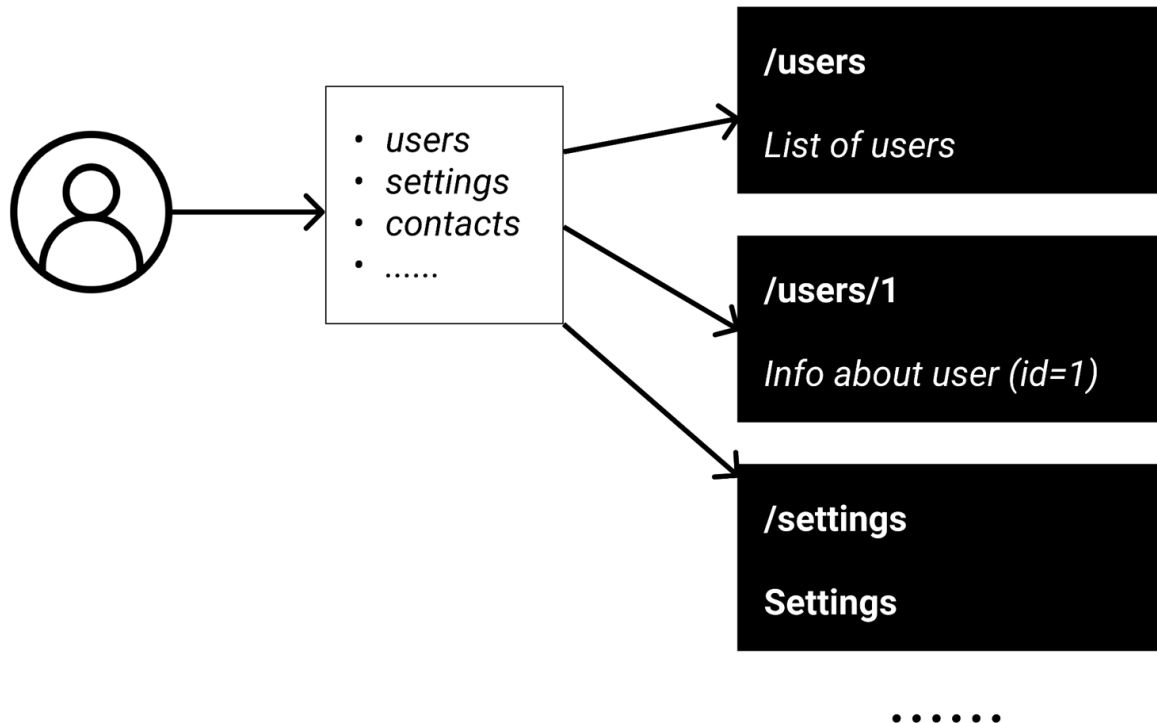 • users
• settings
• contacts
• ......
/users
List of users
/users/1
Info about user (id=1)
/settings
Settings
......